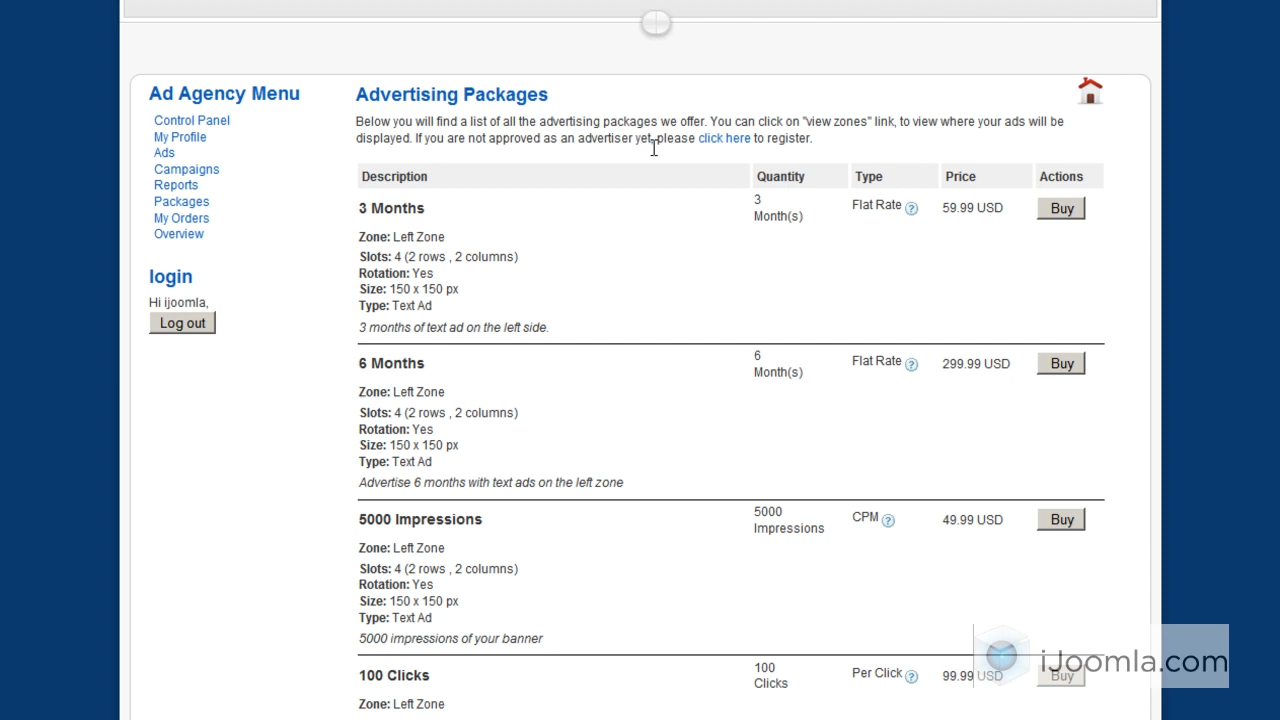 Ad Agency Menu
Control Panel
My Profile
Ads
Campaigns
Reports
Packages
My Orders
Overview
login
Hi ijoomla,
Log out
Advertising Packages
Below you will find a list of all the advertising packages we offer. You can click on "view zones" link, to view where your ads will be
displayed. If you are not approved as an advertiser yet, please click here to register.
Description Quantity Type Price Actions
3 Months 3 Month(s) Flat Rate ? 59.99 USD Buy
Zone: Left Zone
Slots: 4 (2 rows , 2 columns)
Rotation: Yes
Size: 150 x 150 px
Type: Text Ad
3 months of text ad on the left side.
6 Months 6 Month(s) Flat Rate ? 299.99 USD Buy
Zone: Left Zone
Slots: 4 (2 rows , 2 columns)
Rotation: Yes
Size: 150 x 150 px
Type: Text Ad
Advertise 6 months with text ads on the left zone
5000 Impressions 5000 Impressions CPM ? 49.99 USD Buy
Zone: Left Zone
Slots: 4 (2 rows , 2 columns)
Rotation: Yes
Size: 150 x 150 px
Type: Text Ad
5000 impressions of your banner
100 Clicks 100 Clicks Per Click ? 99.99 USD Buy
Zone: Left Zone
iJoomla.com